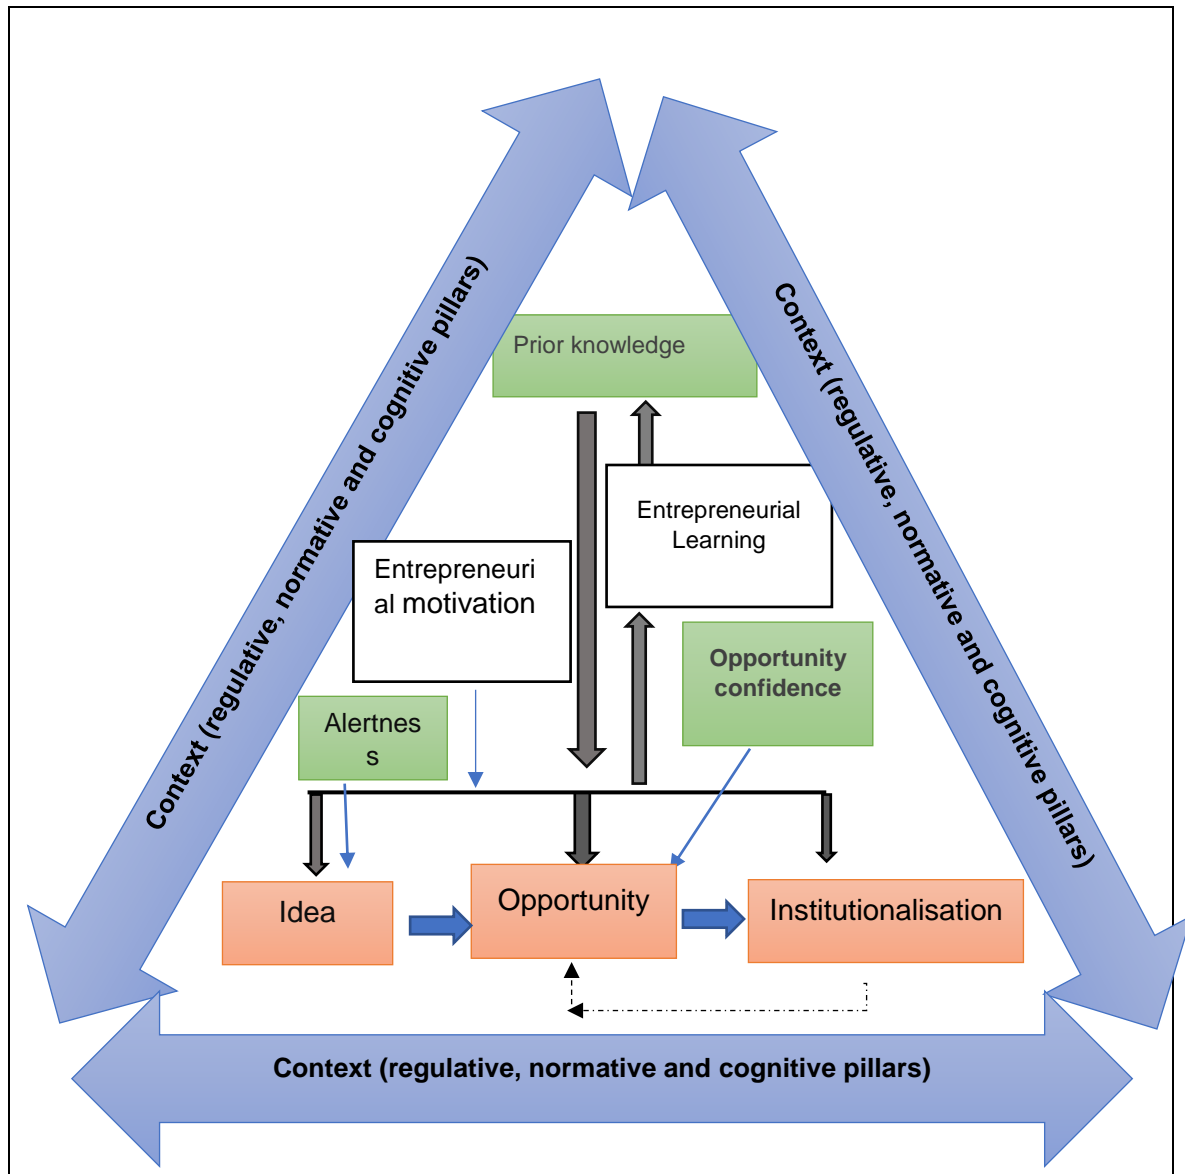 Context (regulative, normative and cognitive pillars)
Context (regulative, normative and cognitive pillars)
Prior knowledge
Entrepreneurial
Learning
Entrepreneuri
al motivation
Opportunity
confidence
Alertnes
s
Idea
Opportunity
Institutionalisation
Context (regulative, normative and cognitive pillars)